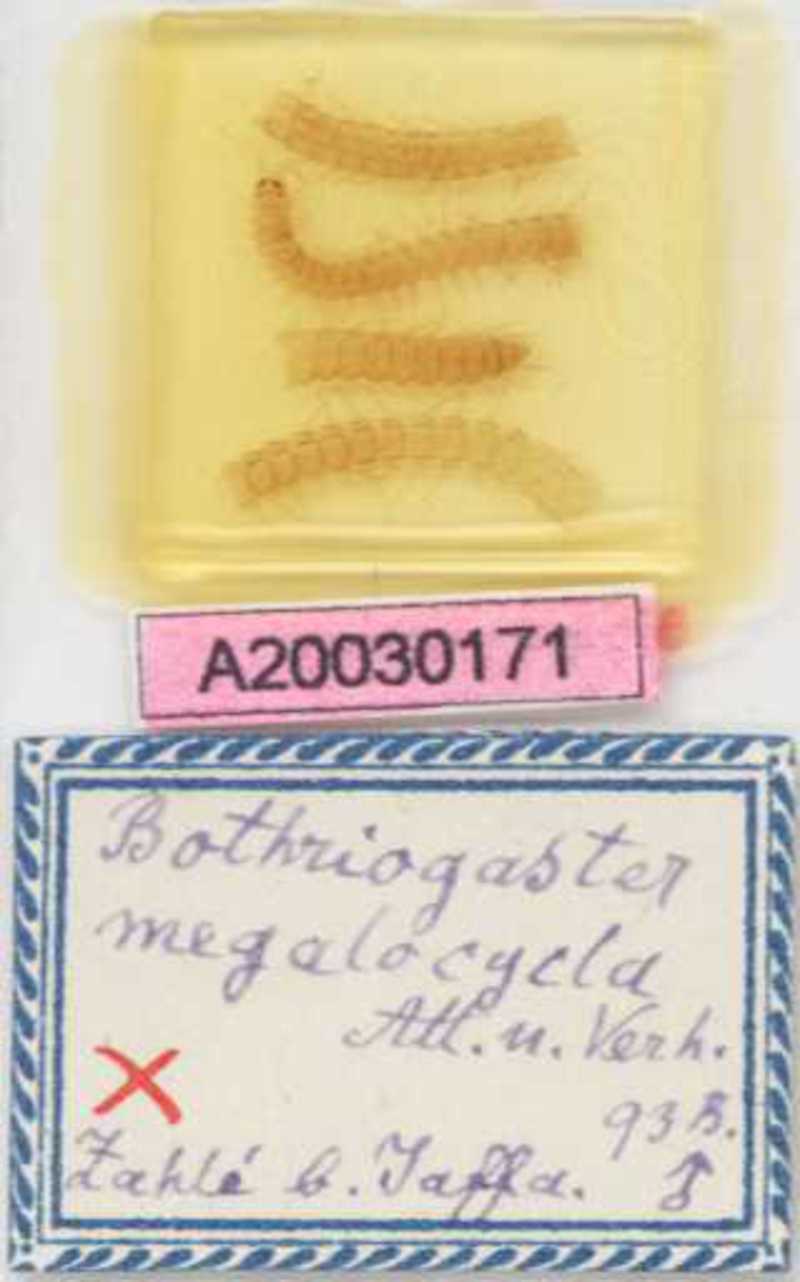 A20030171
Bothriogaster
megalocycla
Att. u. Verh.
93 B.
Zahlé b. Jaffa. ♂